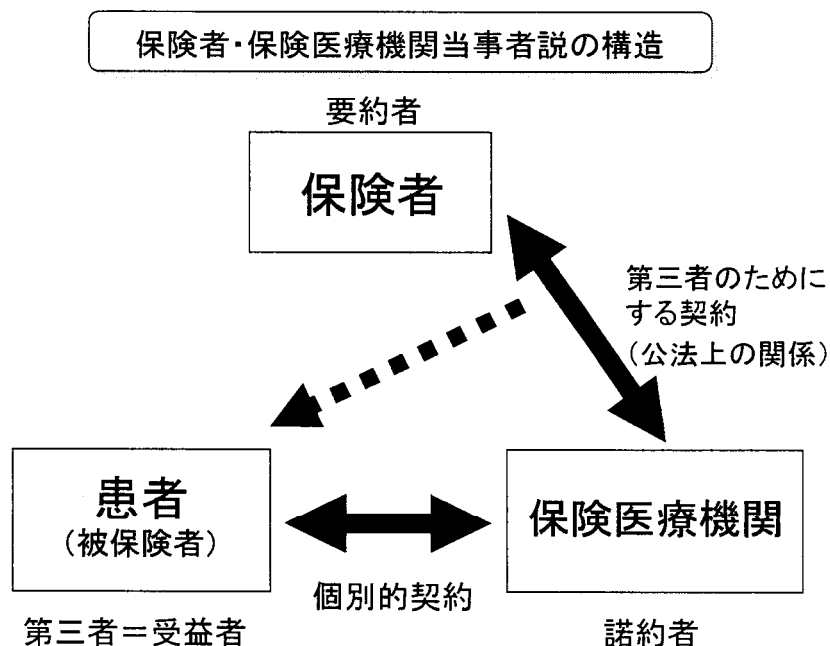 保険者・保険医療機関当事者説の構造
要約者
保険者
第三者のために
する契約
（公法上の関係）
患者
（被保険者）
保険医療機関
個別的契約
第三者＝受益者
諾約者